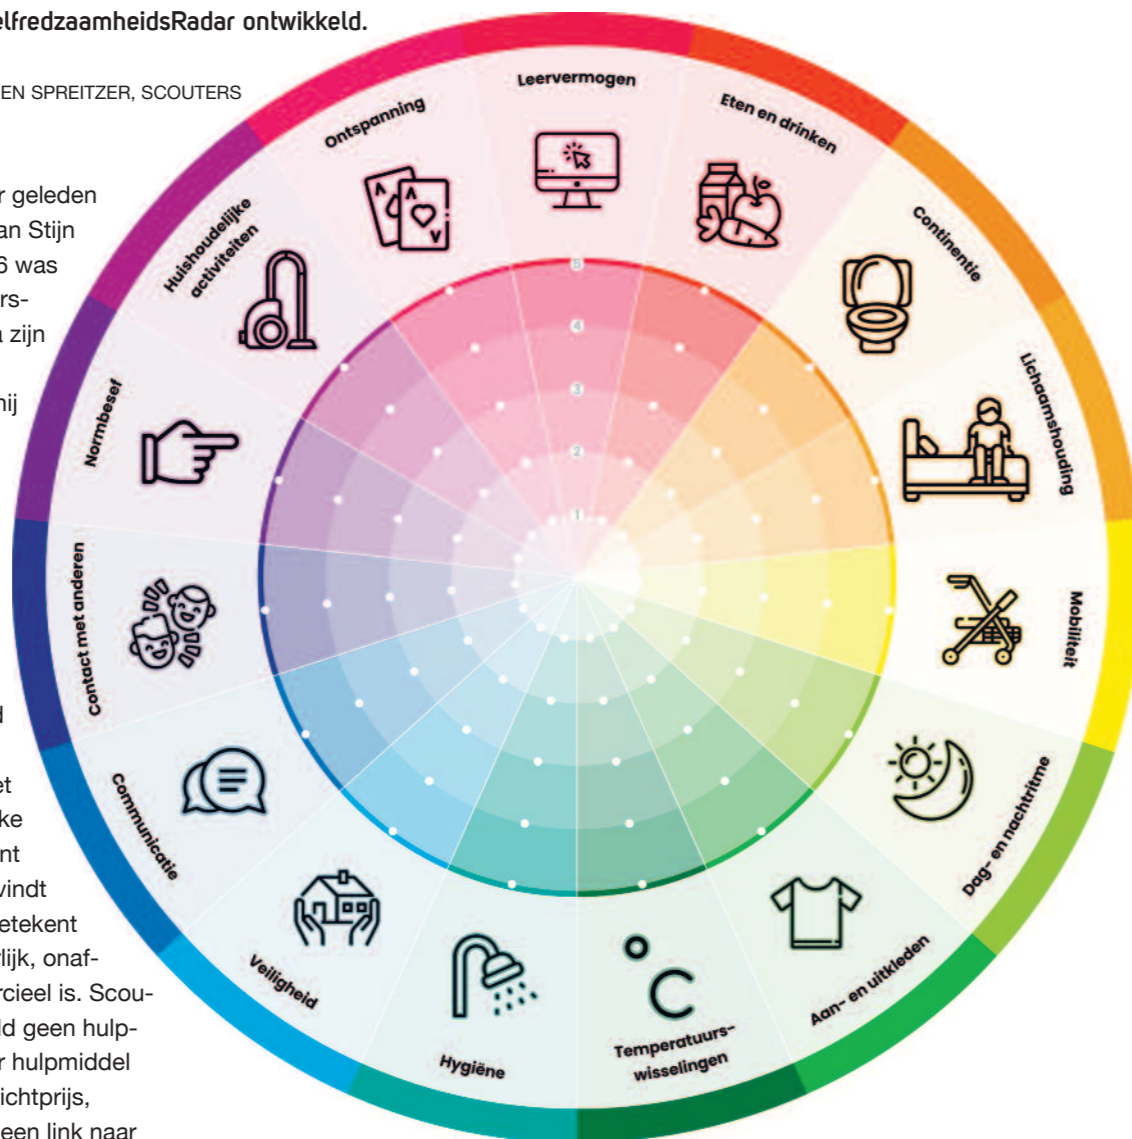 elfredzaamheidsRadar ontwikkeld.
EN SPREITZER, SCOUTERS
r geleden
an Stijn
6 was
rs-
a zijn
nij
d
et
ke
nt
vindt
etekent
rlijk, onaf-
rcieel is. Scou-
ld geen hulp-
r hulpmiddel
ichtprijs,
een link naar
Leervermogen
Eten en drinken
Continentie
Lichaamshouding
Mobiliteit
Dag- en nachtritme
Aan- en uitkleden
Temperatuurs-
wisselingen
Hygiëne
Veiligheid
Communicatie
Contact met anderen
Normbesef
Huishoudelijke
activiteiten
Ontspanning
5
4
3
2
1
A
A
A
°C